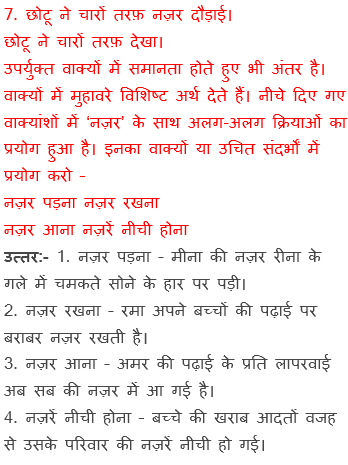 7. छोटू ने चारों तरफ़ नज़र दौड़ाई।
छोटू ने चारों तरफ़ देखा।
उपर्युक्त वाक्यों में समानता होते हुए भी अंतर है।
वाक्यों में मुहावरे विशिष्ट अर्थ देते हैं। नीचे दिए गए
वाक्यांशों में ‘नज़र’ के साथ अलग-अलग क्रियाओं का
प्रयोग हुआ है। इनका वाक्यों या उचित संदर्भों में
प्रयोग करो –
नज़र पड़ना नज़र रखना
नज़र आना नज़रें नीची होना
उत्तर:- 1. नज़र पड़ना – मीना की नज़र रीना के
गले में चमकते सोने के हार पर पड़ी।
2. नज़र रखना – रमा अपने बच्चों की पढ़ाई पर
बराबर नज़र रखती है।
3. नज़र आना – अमर की पढ़ाई के प्रति लापरवाई
अब सब की नज़र में आ गई है।
4. नज़रें नीची होना – बच्चे की खराब आदतों वजह
से उसके परिवार की नज़रें नीची हो गई।